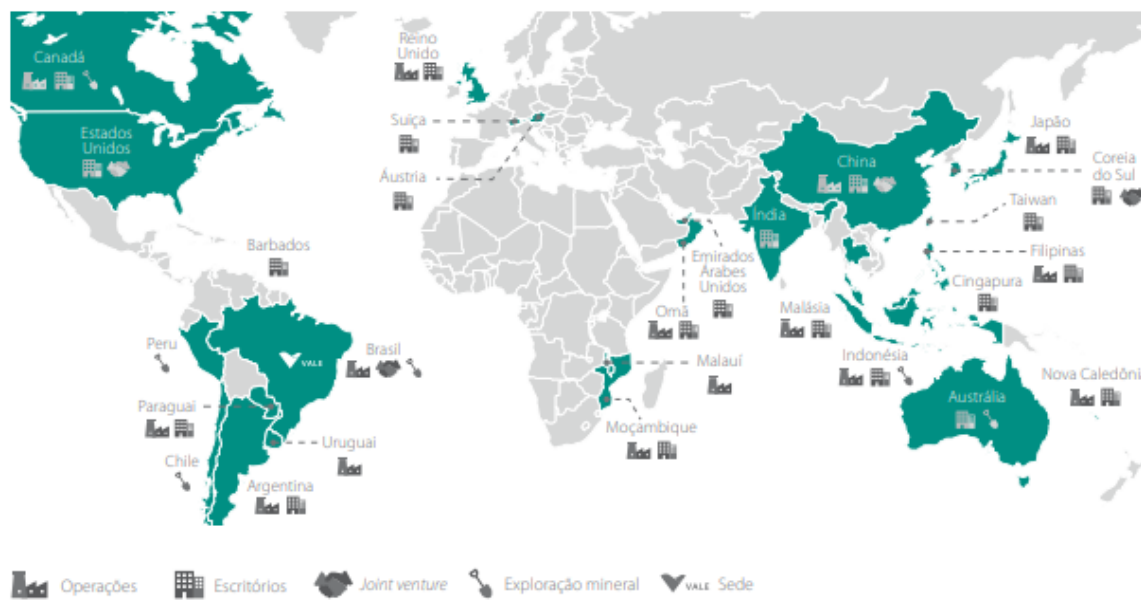 Canadá
Estados
Unidos
Reino
Unido
Suiça
Áustria
Barbados
Peru
VALE
Brasil
Paraguai
Uruguai
Chile
Argentina
China
Japão
Coreia
do Sul
Taiwan
Índia
Filipinas
Emirados
Árabes
Unidos
Cingapura
Omã
Malásia
Malauí
Indonésia
Nova Caledôni
Austrália
Moçambique
Operações
Escritórios
Joint venture
Exploração mineral
VALE Sede